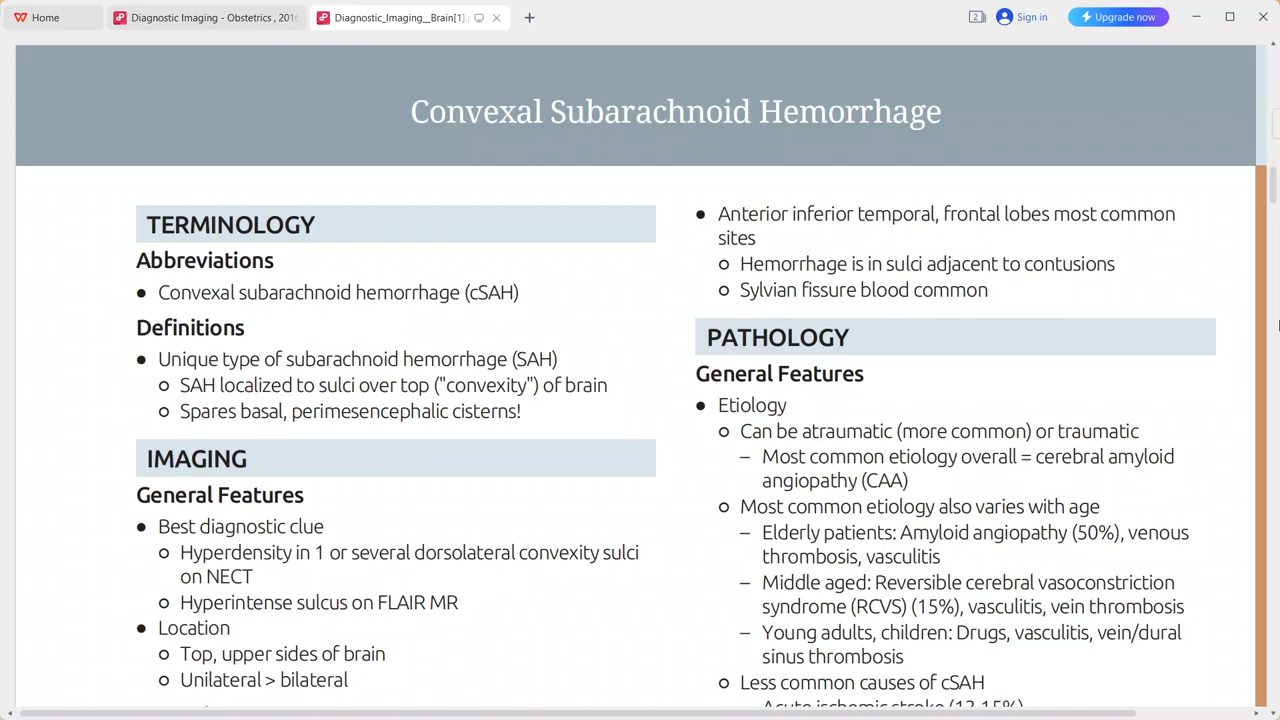 Home
Diagnostic Imaging - Obstetrics , 201
Diagnostic_Imaging__Brain[1].
2
Sign in
Upgrade now
Convexal Subarachnoid Hemorrhage
TERMINOLOGY
Abbreviations
● Convexal subarachnoid hemorrhage (cSAH)
Definitions
● Unique type of subarachnoid hemorrhage (SAH)
○ SAH localized to sulci over top ("convexity") of brain
○ Spares basal, perimesencephalic cisterns!
IMAGING
General Features
● Best diagnostic clue
○ Hyperdensity in 1 or several dorsolateral convexity sulci
on NECT
○ Hyperintense sulcus on FLAIR MR
● Location
○ Top, upper sides of brain
○ Unilateral > bilateral
● Anterior inferior temporal, frontal lobes most common
sites
○ Hemorrhage is in sulci adjacent to contusions
○ Sylvian fissure blood common
PATHOLOGY
General Features
● Etiology
○ Can be atraumatic (more common) or traumatic
– Most common etiology overall = cerebral amyloid
angiopathy (CAA)
○ Most common etiology also varies with age
– Elderly patients: Amyloid angiopathy (50%), venous
thrombosis, vasculitis
– Middle aged: Reversible cerebral vasoconstriction
syndrome (RCVS) (15%), vasculitis, vein thrombosis
– Young adults, children: Drugs, vasculitis, vein/dural
sinus thrombosis
○ Less common causes of cSAH
Acute ischemic stroke (13-15%)